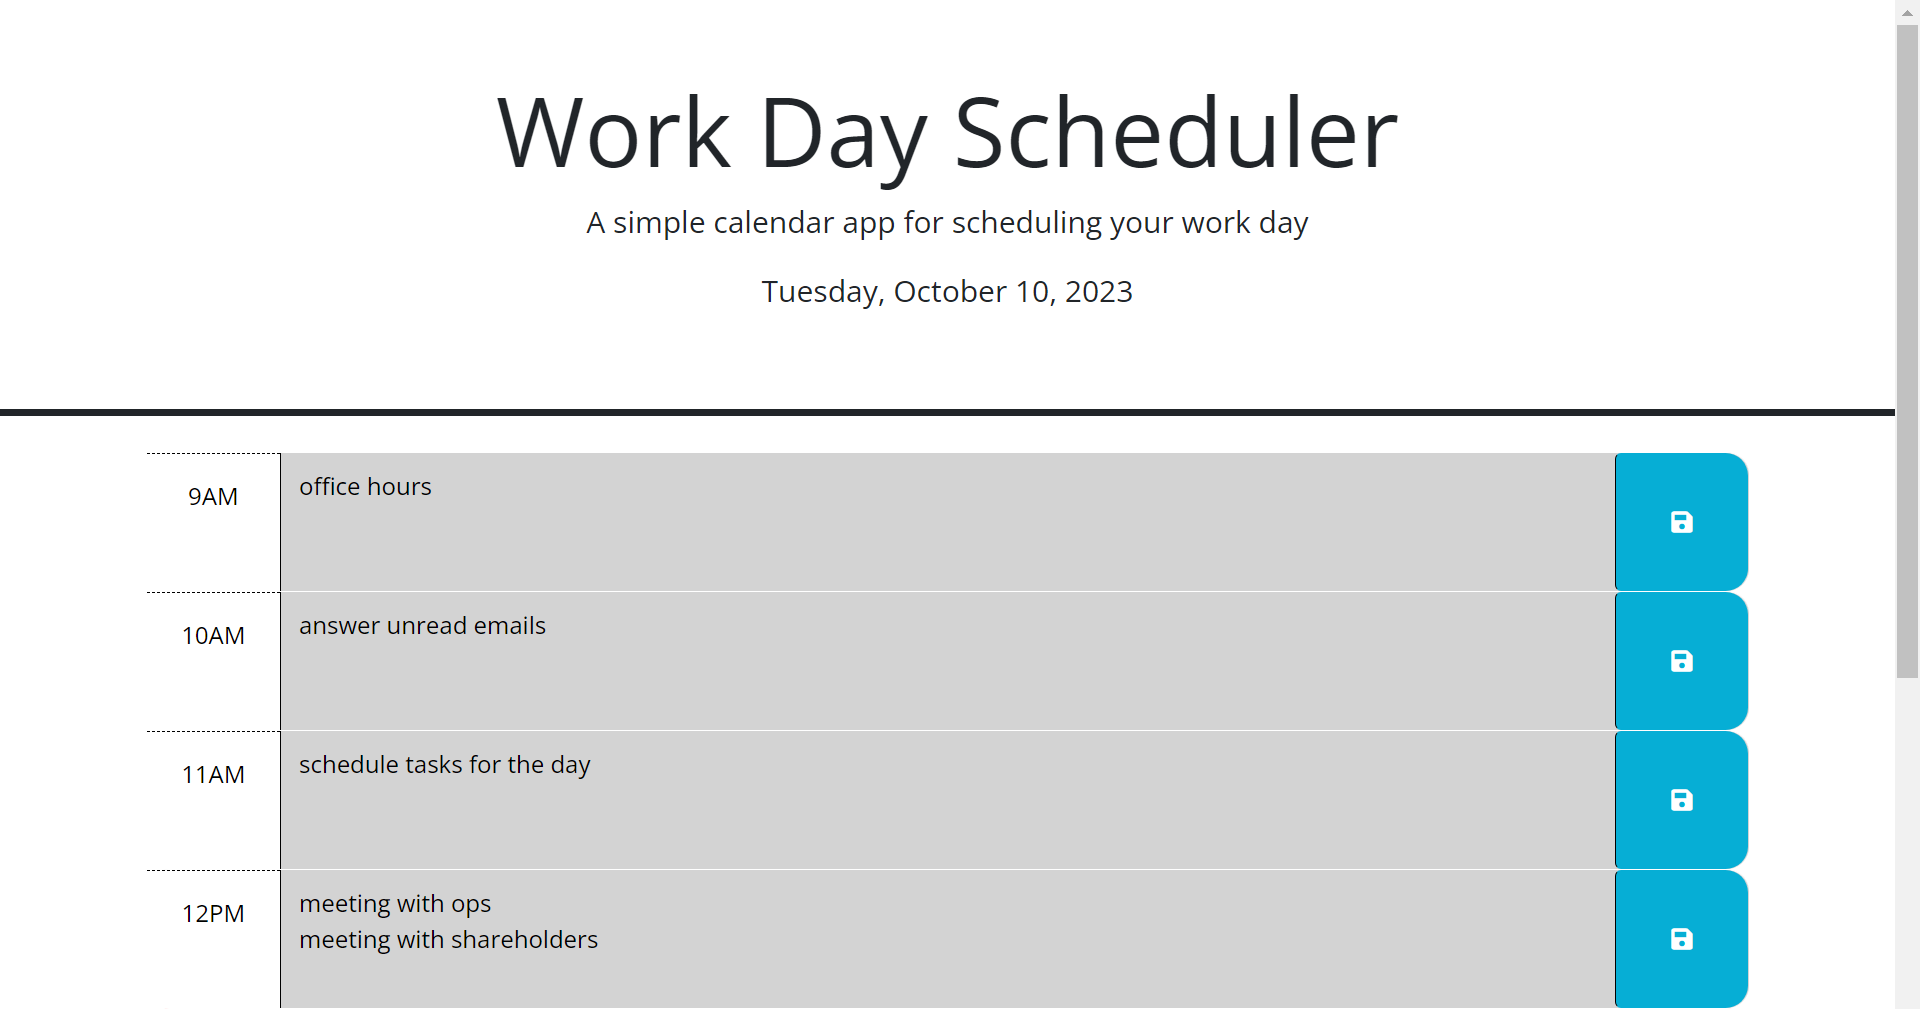 Work Day Scheduler
A simple calendar app for scheduling your work day
Tuesday, October 10, 2023
9AM
office hours
10AM
answer unread emails
11AM
schedule tasks for the day
12PM
meeting with ops
meeting with shareholders